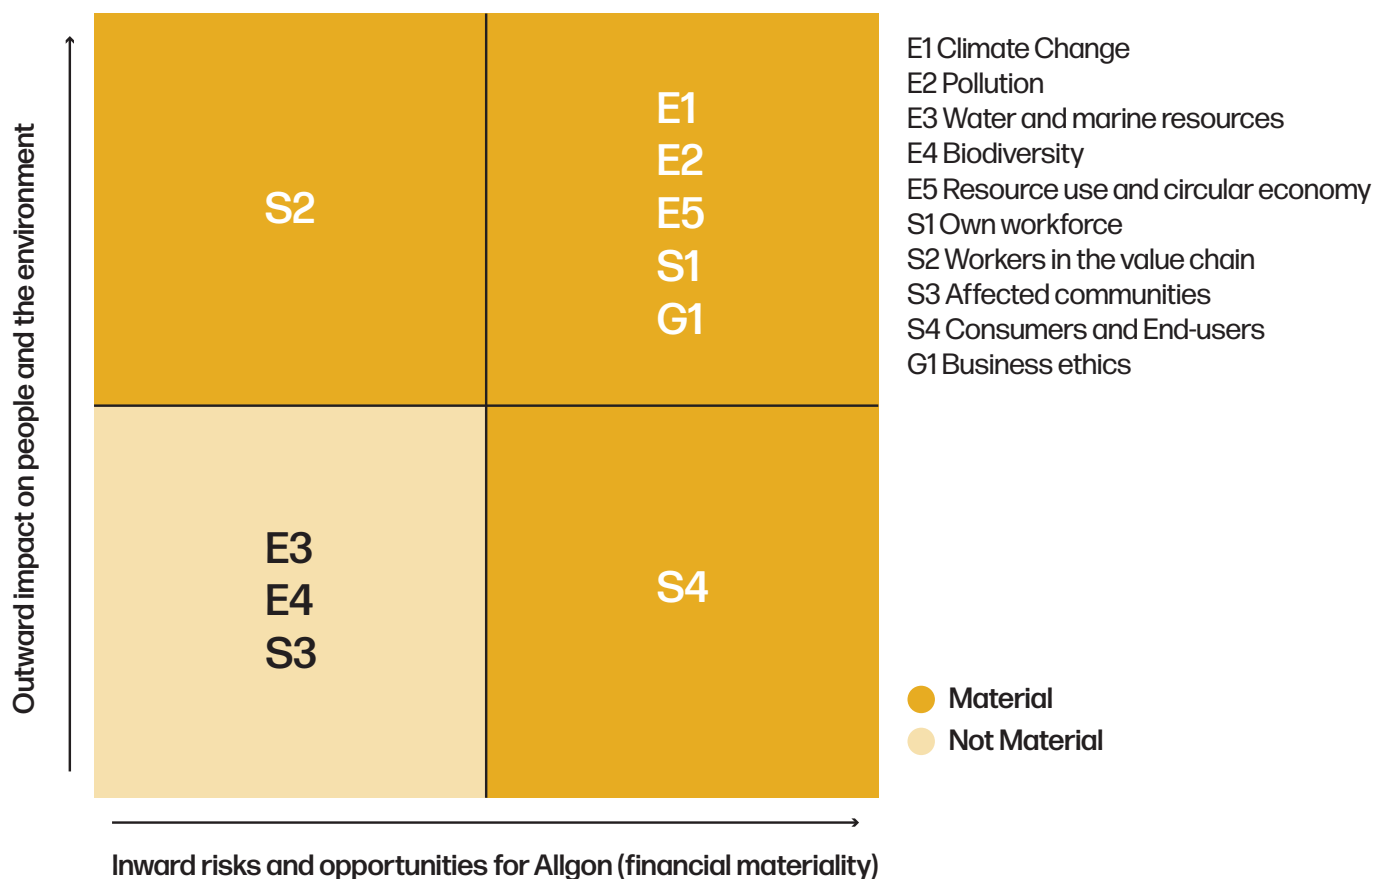 Outward impact on people and the environment
S2
E1
E2
E5
S1
G1
E3
E4
S3
S4
Inward risks and opportunities for Allgon (financial materiality)
E1 Climate Change
E2 Pollution
E3 Water and marine resources
E4 Biodiversity
E5 Resource use and circular economy
S1 Own workforce
S2 Workers in the value chain
S3 Affected communities
S4 Consumers and End-users
G1 Business ethics
Material
Not Material